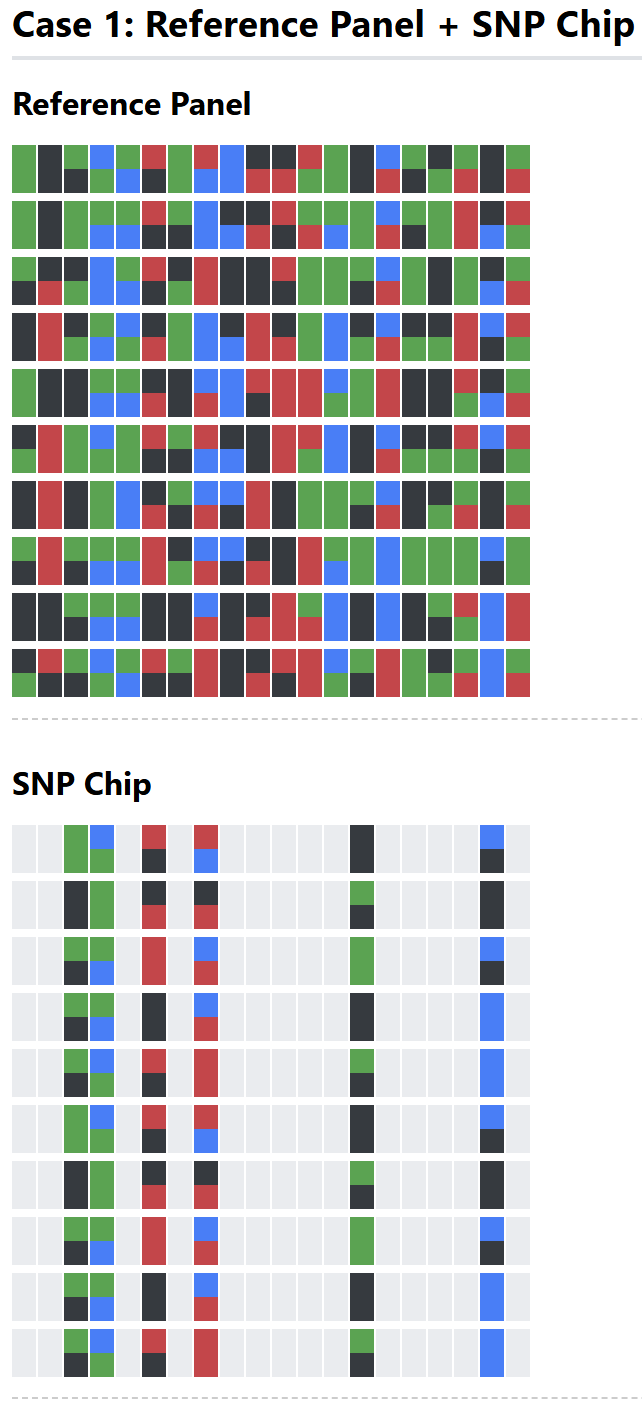 Case 1: Reference Panel + SNP Chip
Reference Panel
SNP Chip